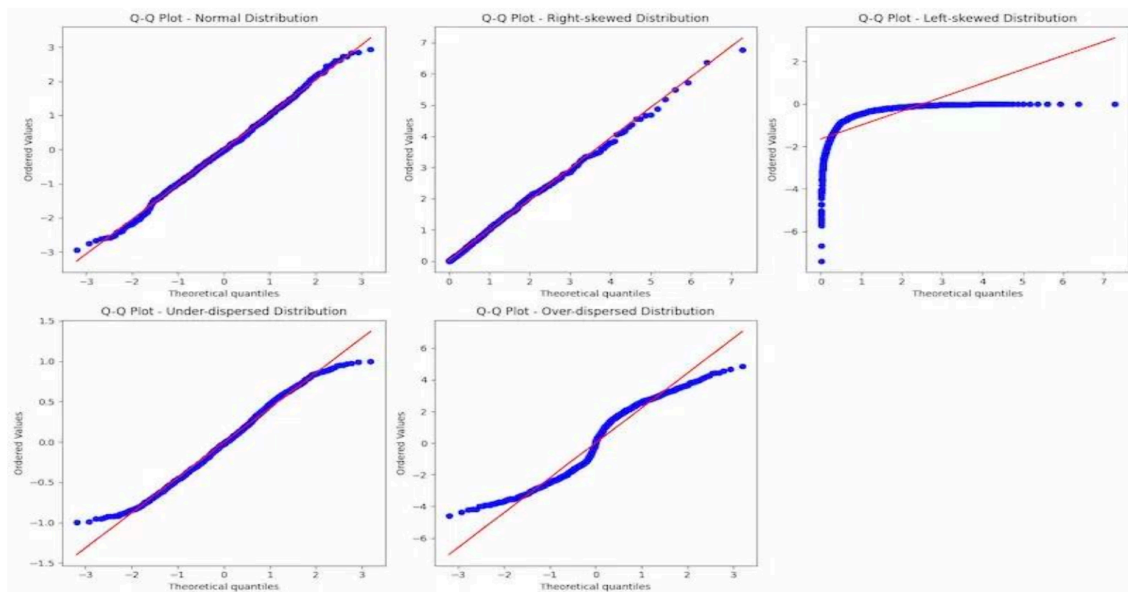 Q-Q Plot - Normal Distribution
3
2
1
0
−1
−2
−3
Ordered Values
−3 −2 −1 0 1 2 3
Theoretical quantiles
Q-Q Plot - Right-skewed Distribution
7
6
5
4
3
2
1
0
Ordered Values
0 1 2 3 4 5 6 7
Theoretical quantiles
Q-Q Plot - Left-skewed Distribution
2
0
−2
−4
−6
Ordered Values
0 1 2 3 4 5 6 7
Theoretical quantiles
Q-Q Plot - Under-dispersed Distribution
1.5
1.0
0.5
0.0
−0.5
−1.0
−1.5
Ordered Values
−3 −2 −1 0 1 2 3
Theoretical quantiles
Q-Q Plot - Over-dispersed Distribution
6
4
2
0
−2
−4
−6
Ordered Values
−3 −2 −1 0 1 2 3
Theoretical quantiles